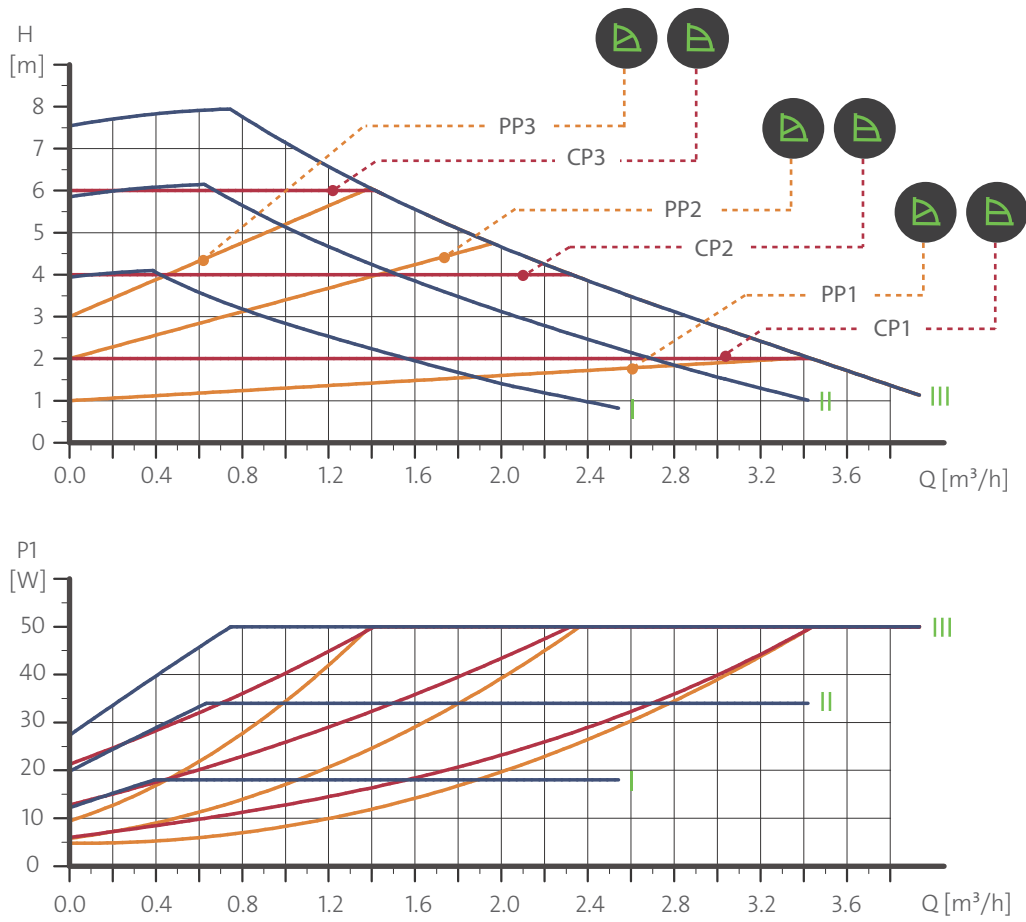 H
[m]
8
7
6
5
4
3
2
1
0
PP3
CP3
PP2
CP2
PP1
CP1
I
II
III
0.0 0.4 0.8 1.2 1.6 2.0 2.4 2.8 3.2 3.6 Q [m³/h]
P1
[W]
50
40
30
20
10
0
III
II
I
0.0 0.4 0.8 1.2 1.6 2.0 2.4 2.8 3.2 3.6 Q [m³/h]